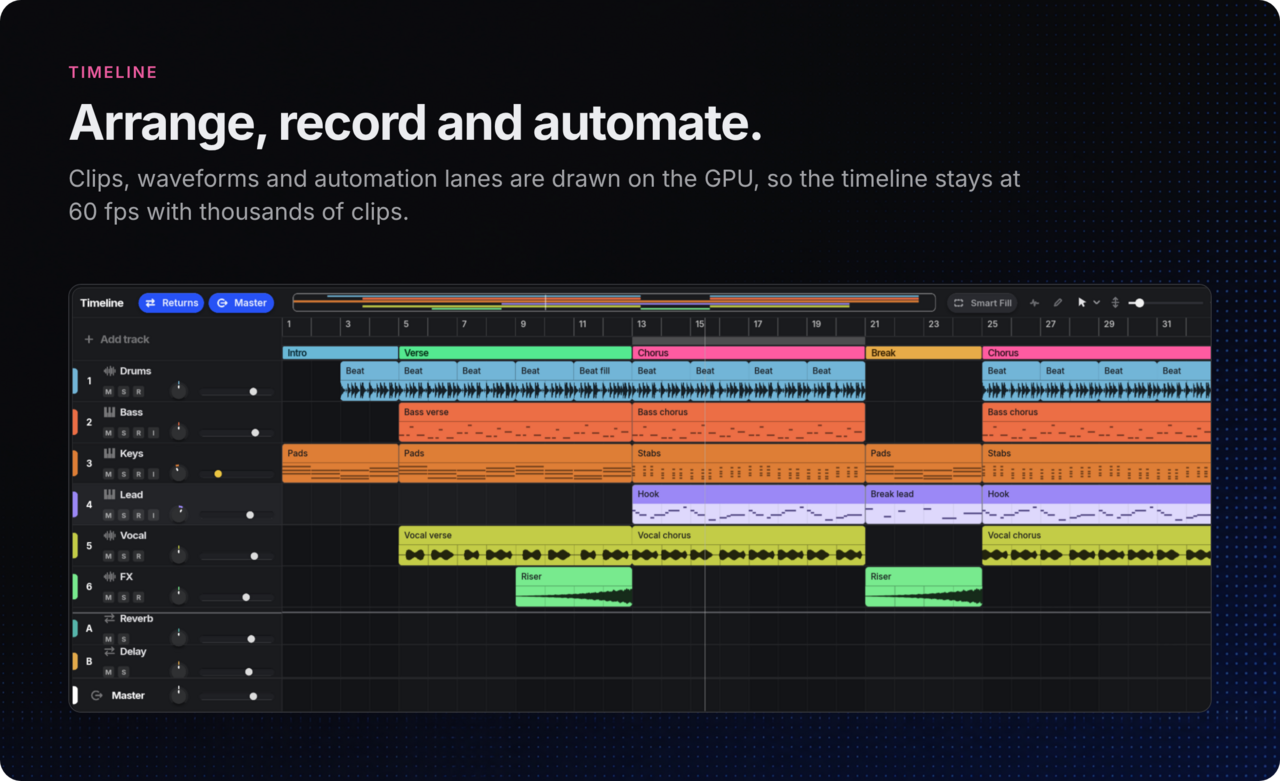 TIMELINE
Arrange, record and automate.
Clips, waveforms and automation lanes are drawn on the GPU, so the timeline stays at
60 fps with thousands of clips.
Timeline Returns Master Smart Fill
1 3 5 7 9 11 13 15 17 19 21 23 25 27 29 31
Add track
Intro Verse Chorus Break Chorus
1 Drums Beat Beat Beat Beat Beat fill Beat Beat Beat Beat Beat Beat Beat Beat
M S R
2 Bass Bass verse Bass chorus Bass chorus
M S R I
3 Keys Pads Pads Stabs Pads Stabs
M S R I
4 Lead Hook Break lead Hook
M S R I
5 Vocal Vocal verse Vocal chorus Vocal chorus
M S R
6 FX Riser Riser
M S R
A Reverb
M S
B Delay
M S
Master